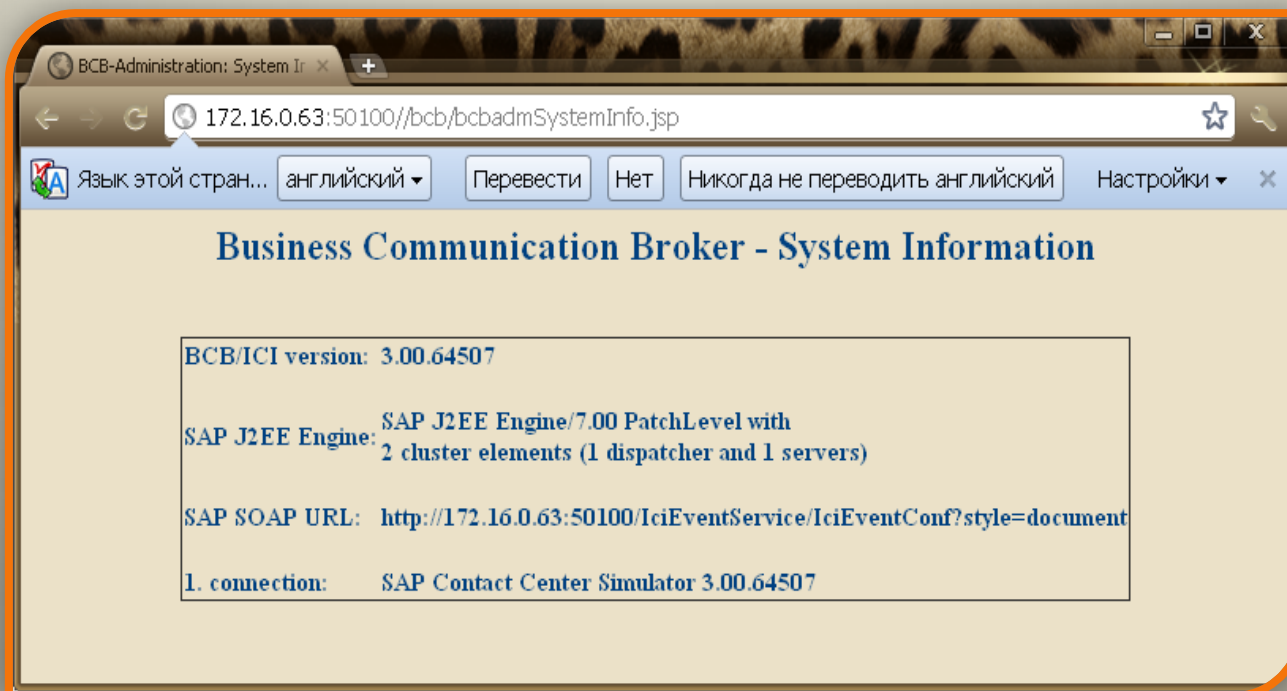 BCB-Administration: System Ir
172.16.0.63:50100//bcb/bcbadmSystemInfo.jsp
Язык этой стран... английский Перевести Нет Никогда не переводить английский Настройки
Business Communication Broker - System Information
BCB/ICI version: 3.00.64507
SAP J2EE Engine: SAP J2EE Engine/7.00 PatchLevel with
2 cluster elements (1 dispatcher and 1 servers)
SAP SOAP URL: http://172.16.0.63:50100/IciEventService/IciEventConf?style=document
1. connection: SAP Contact Center Simulator 3.00.64507